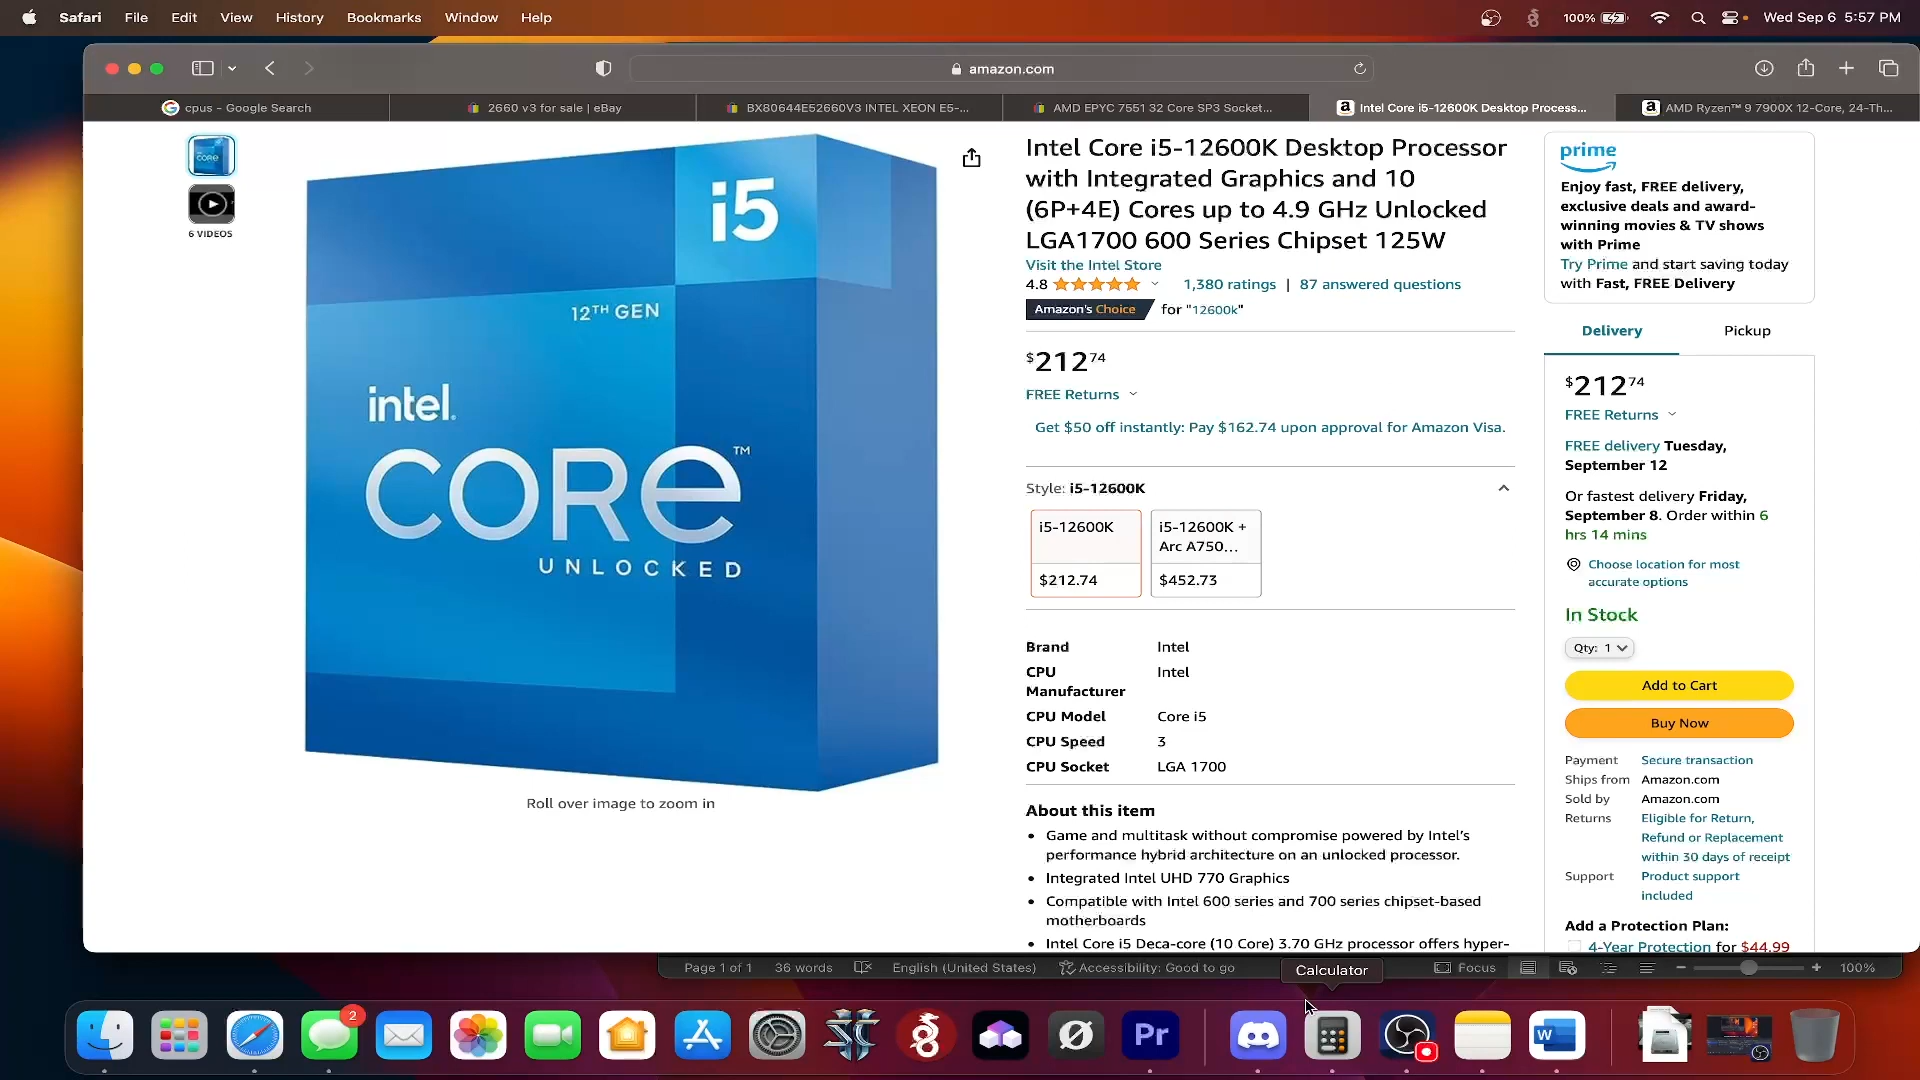 Safari File Edit View History Bookmarks Window Help 100% Wed Sep 6 5:57 PM
amazon.com
cpus - Google Search
2660 v3 for sale | eBay
BX80644E52660V3 INTEL XEON E5-...
AMD EPYC 7551 32 Core SP3 Socket...
Intel Core i5-12600K Desktop Process...
AMD Ryzen™ 9 7900X 12-Core, 24-Th...
6 VIDEOS
i5
12TH GEN
intel.
CORE™
UNLOCKED
Roll over image to zoom in
Intel Core i5-12600K Desktop Processor
with Integrated Graphics and 10
(6P+4E) Cores up to 4.9 GHz Unlocked
LGA1700 600 Series Chipset 125W
Visit the Intel Store
4.8 1,380 ratings | 87 answered questions
Amazon's Choice for "12600k"
$212 74
FREE Returns
Get $50 off instantly: Pay $162.74 upon approval for Amazon Visa.
Style: i5-12600K
i5-12600K
$212.74
i5-12600K +
Arc A750...
$452.73
Brand Intel
CPU Intel
Manufacturer
CPU Model Core i5
CPU Speed 3
CPU Socket LGA 1700
About this item
• Game and multitask without compromise powered by Intel's
performance hybrid architecture on an unlocked processor.
• Integrated Intel UHD 770 Graphics
• Compatible with Intel 600 series and 700 series chipset-based
motherboards
• Intel Core i5 Deca-core (10 Core) 3.70 GHz processor offers hyper-
prime
Enjoy fast, FREE delivery,
exclusive deals and award-
winning movies & TV shows
with Prime
Try Prime and start saving today
with Fast, FREE Delivery
Delivery Pickup
$212 74
FREE Returns
FREE delivery Tuesday,
September 12
Or fastest delivery Friday,
September 8. Order within 6
hrs 14 mins
Choose location for most
accurate options
In Stock
Qty: 1
Add to Cart
Buy Now
Payment Secure transaction
Ships from Amazon.com
Sold by Amazon.com
Returns Eligible for Return,
Refund or Replacement
within 30 days of receipt
Support Product support
included
Add a Protection Plan:
4-Year Protection for $44.99
Page 1 of 1 36 words English (United States) Accessibility: Good to go Focus 100%
Calculator
2
Pr
W